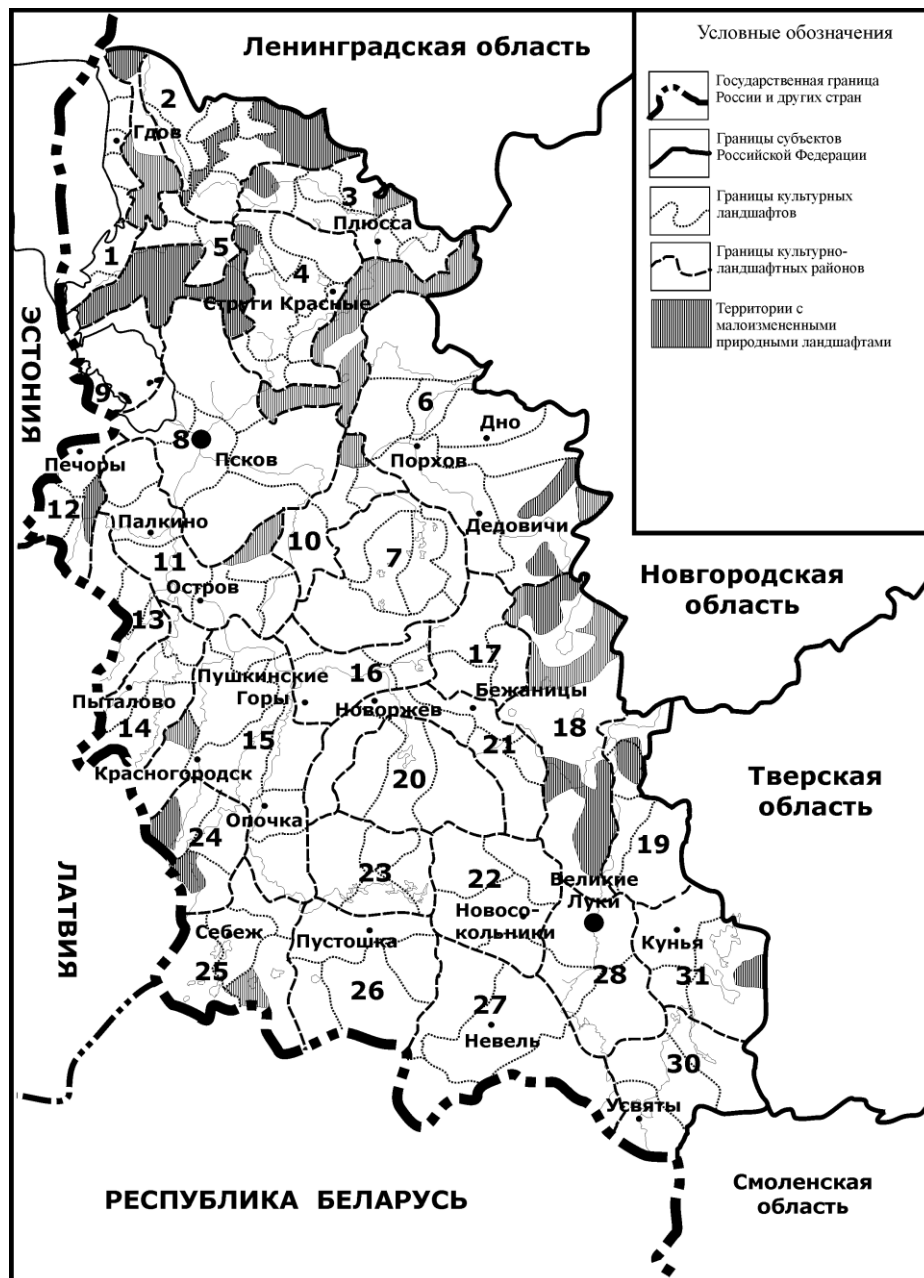 Ленинградская область
Условные обозначения
Государственная граница
России и других стран
Границы субъектов
Российской Федерации
Границы культурных
ландшафтов
Границы культурно-
ландшафтных районов
Территории с
малоизмененными
природными ландшафтами
2
Гдов
3
Плюсса
1
5
4
Струги Красные
ЭСТОНИЯ
9
6
Дно
8
Псков
Порхов
Печоры
12
Палкино
10
7
Дедовичи
11
Остров
Новгородская
область
13
16
17
Пушкинские
Горы
Бежаницы
Пыталово
Новоржев
14
15
21
18
Красногородск
20
Тверская
область
Опочка
24
19
23
22
Великие
Луки
ЛАТВИЯ
Себеж
Пустошка
Новосо-
кольники
Кунья
25
26
27
28
31
Невель
30
Усвяты
РЕСПУБЛИКА БЕЛАРУСЬ
Смоленская
область